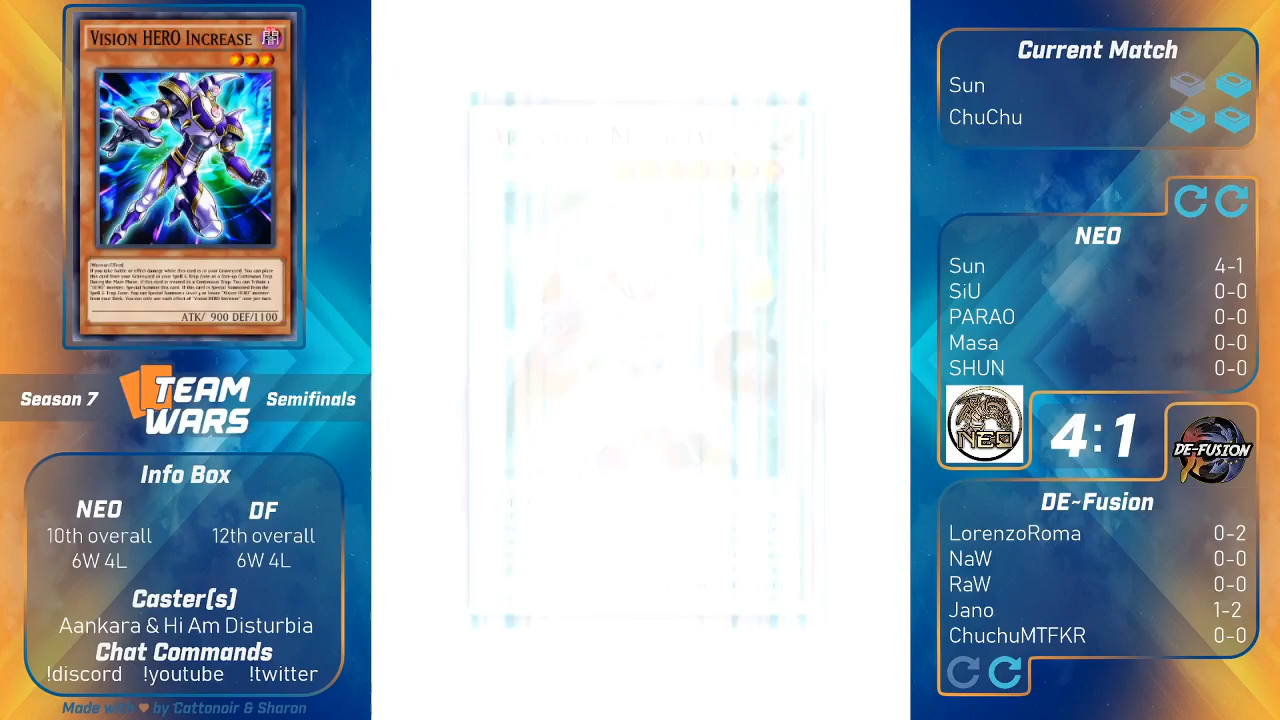 VISION HERO INCREASE
[Warrior/Effect]
ATK/ 900 DEF/1100
Season 7
TEAM WARS
Semifinals
Info Box
NEO DF
10th overall 12th overall
6W 4L 6W 4L
Caster(s)
Aankara & Hi Am Disturbia
Chat Commands
!discord !youtube !twitter
Made with ♥ by Cattonoir & Sharon
Current Match
Sun
ChuChu
NEO
Sun 4-1
SiU 0-0
PARAO 0-0
Masa 0-0
SHUN 0-0
NEO
4:1
DE-FUSION
DE~Fusion
LorenzoRoma 0-2
NaW 0-0
RaW 0-0
Jano 1-2
ChuchuMTFKR 0-0